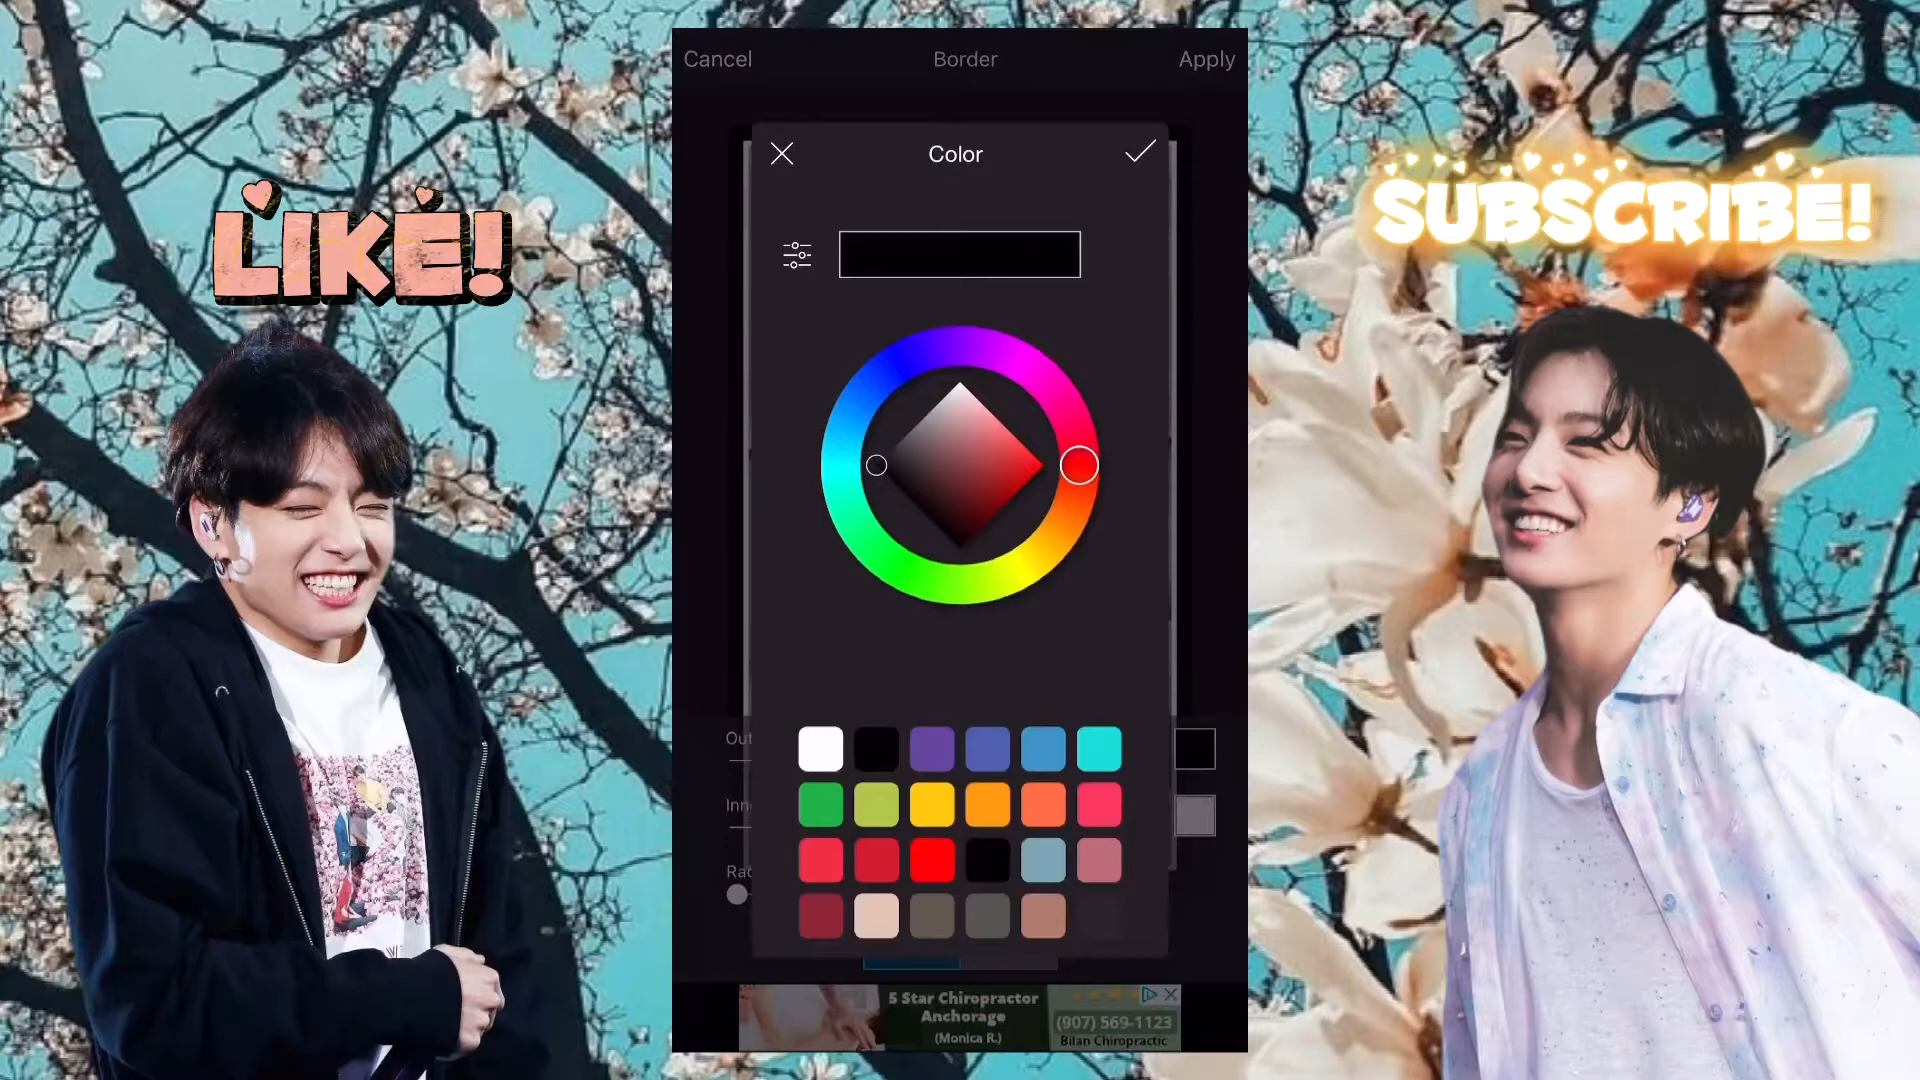 Cancel
Border
Apply
Color
LIKE!
SUBSCRIBE!
5 Star Chiropractor
Anchorage
(Monica R.)
(907) 569-1123
Bilan Chiropractic